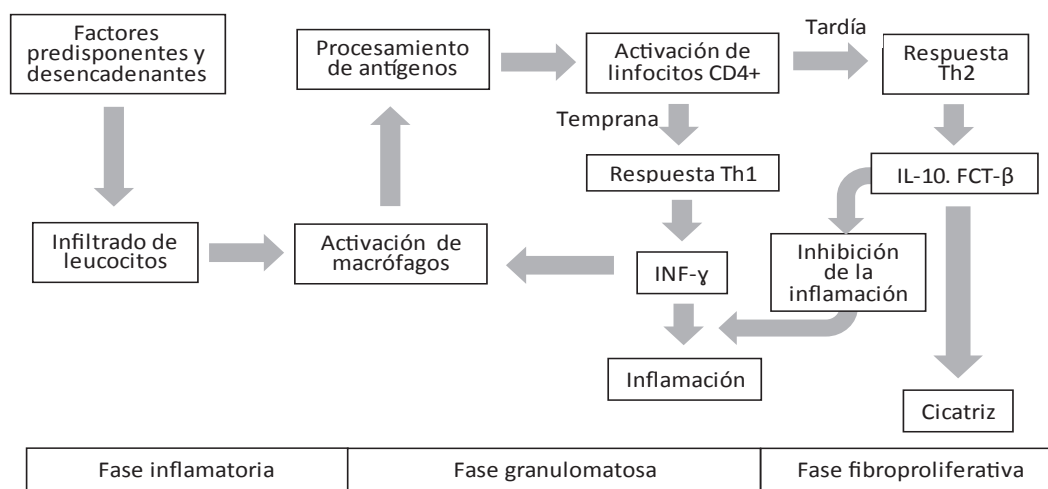 Factores
predisponentes y
desencadenantes
Procesamiento
de antígenos
Activación de
linfocitos CD4+
Tardía
Respuesta
Th2
Temprana
Respuesta Th1
IL-10. FCT-β
Infiltrado de
leucocitos
Activación de
macrófagos
INF-ɣ
Inhibición
de la
inflamación
Inflamación
Cicatriz
Fase inflamatoria
Fase granulomatosa
Fase fibroproliferativa